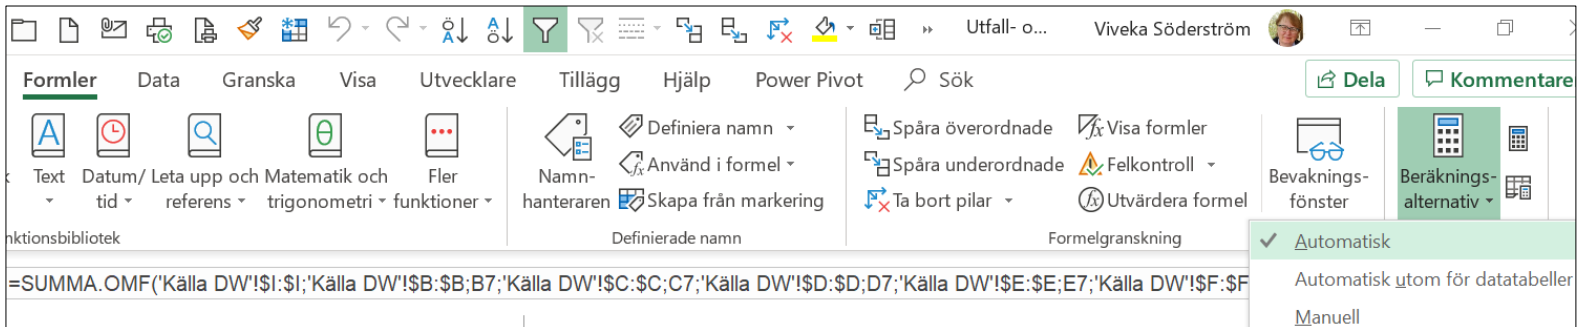 Utfall- o... Viveka Söderström
Formler Data Granska Visa Utvecklare Tillägg Hjälp Power Pivot Sök Dela Kommentare
Definiera namn Spåra överordnade Visa formler
Använd i formel Spåra underordnade Felkontroll
Text Datum/ Leta upp och Matematik och Fler Namn- Bevaknings- Beräknings-
tid referens trigonometri funktioner hanteraren Skapa från markering Ta bort pilar Utvärdera formel fönster alternativ
nktionsbibliotek Definierade namn Formelgranskning
Automatisk
=SUMMA.OMF('Källa DW'!$I:$I;'Källa DW'!$B:$B;B7;'Källa DW'!$C:$C;C7;'Källa DW'!$D:$D;D7;'Källa DW'!$E:$E;E7;'Källa DW'!$F:$F
Automatisk utom för datatabeller
Manuell